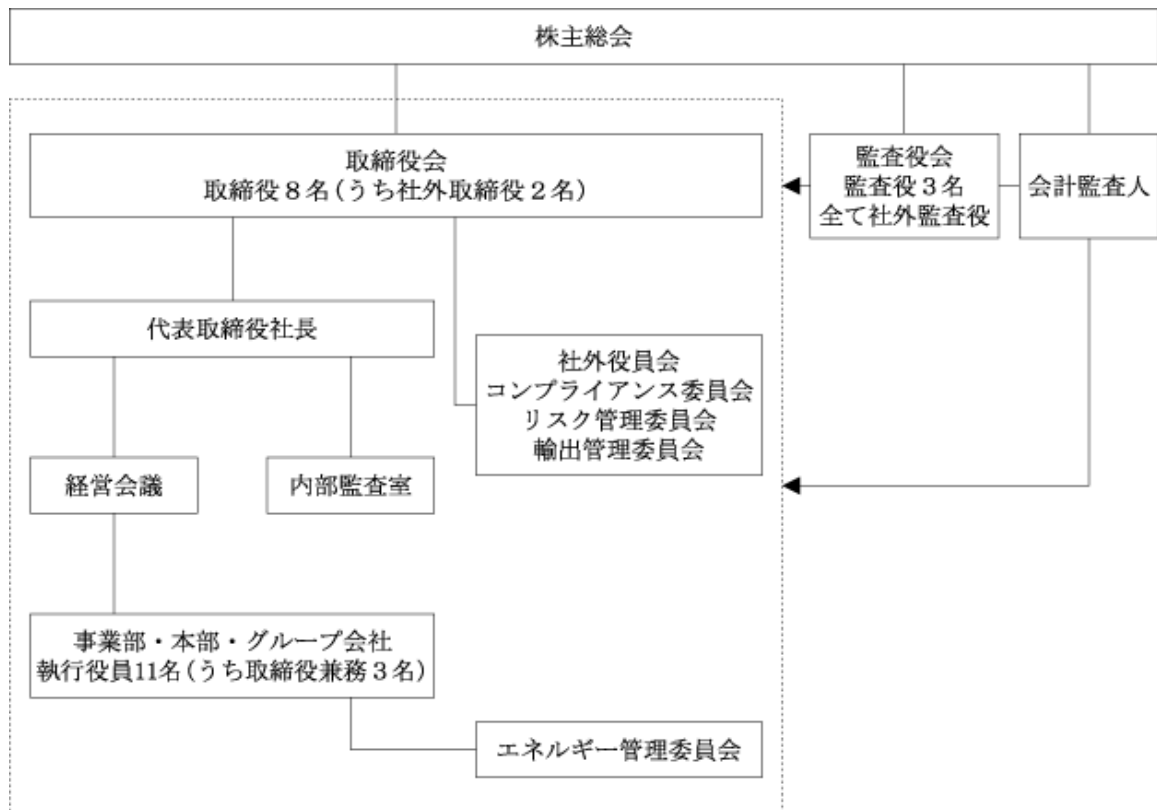 株主総会
取締役会
取締役８名(うち社外取締役２名)
監査役会
監査役３名
全て社外監査役
会計監査人
代表取締役社長
社外役員会
コンプライアンス委員会
リスク管理委員会
輸出管理委員会
経営会議
内部監査室
事業部・本部・グループ会社
執行役員11名(うち取締役兼務３名)
エネルギー管理委員会